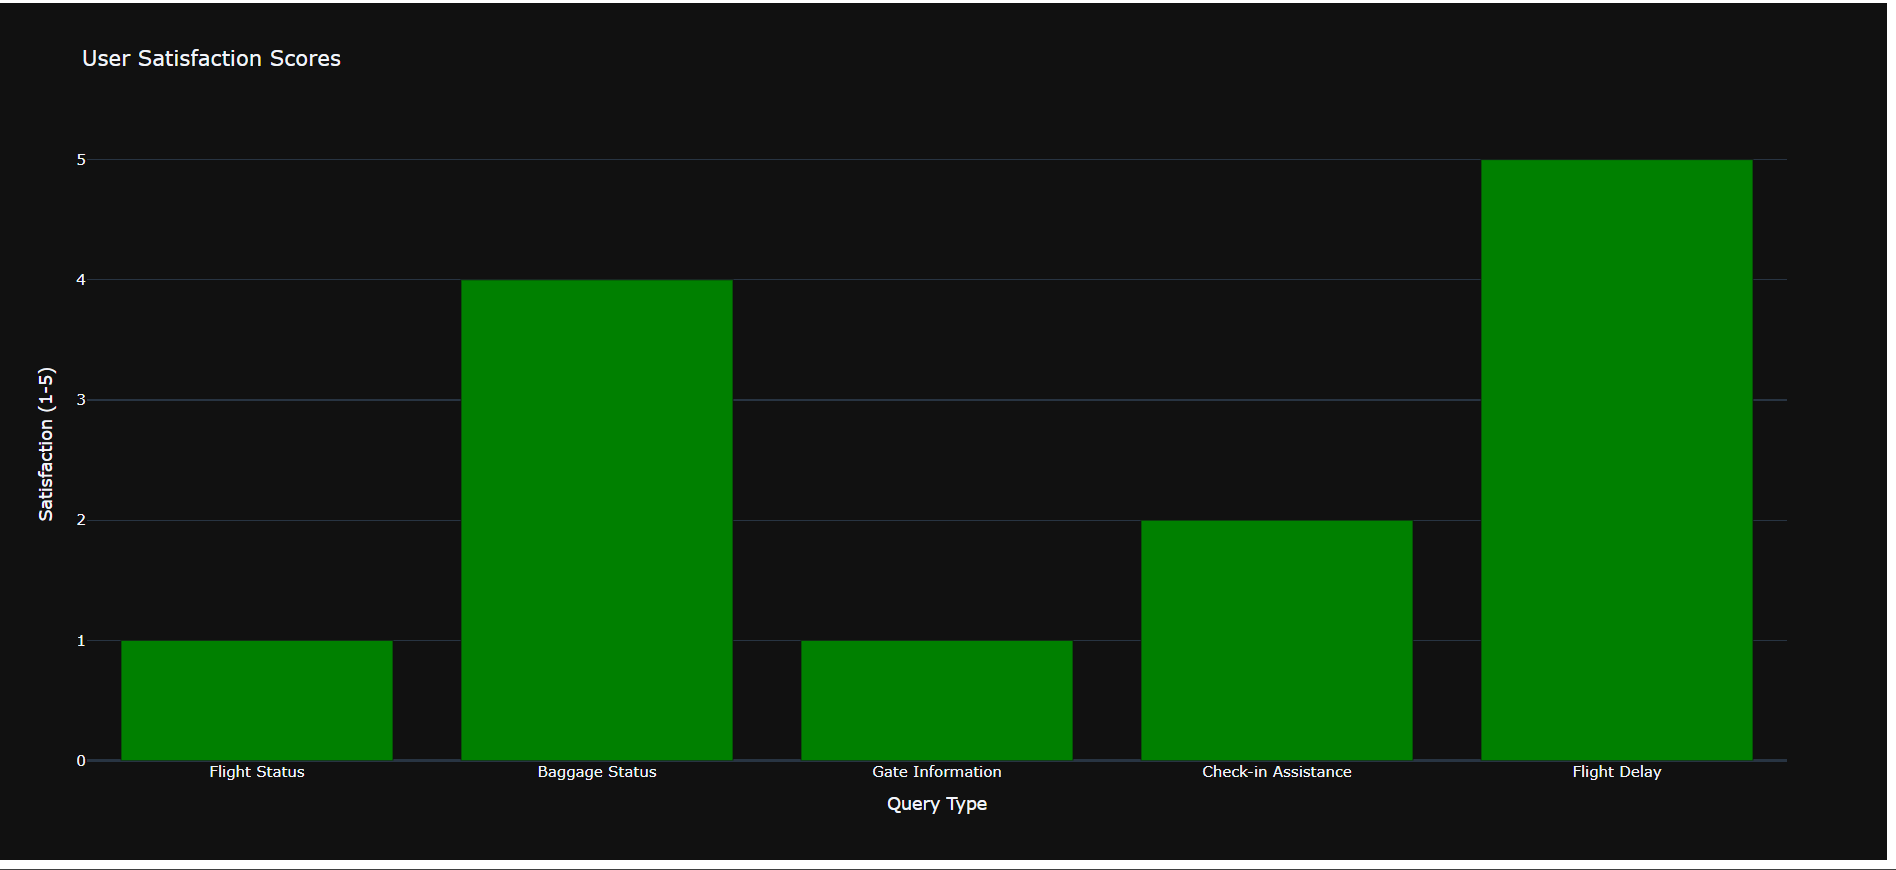 User Satisfaction Scores
Satisfaction (1-5)
5
4
3
2
1
0
Flight Status
Baggage Status
Gate Information
Check-in Assistance
Flight Delay
Query Type